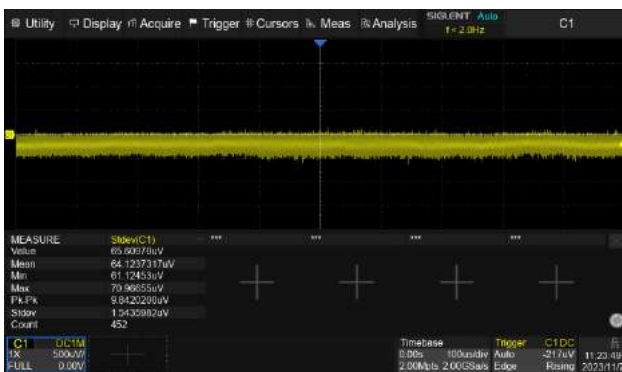 Utility Display Acquire Trigger Cursors Meas Analysis SIGLENT Auto C1
f < 2.0Hz
MEASURE Stdev(C1) *** *** *** ***
Value 65.60970uV
Mean 64.1237317uV
Min 61.12453uV
Max 70.96655uV
Pk-Pk 9.8420200uV
Stdev 1.5435982uV
Count 452
C1 DC1M Timebase Trigger C1 DC
1X 500uV/ 0.00s 100us/div Auto -217uV 11:23:49
FULL 0.00V 2.00Mpts 2.00GSa/s Edge Rising